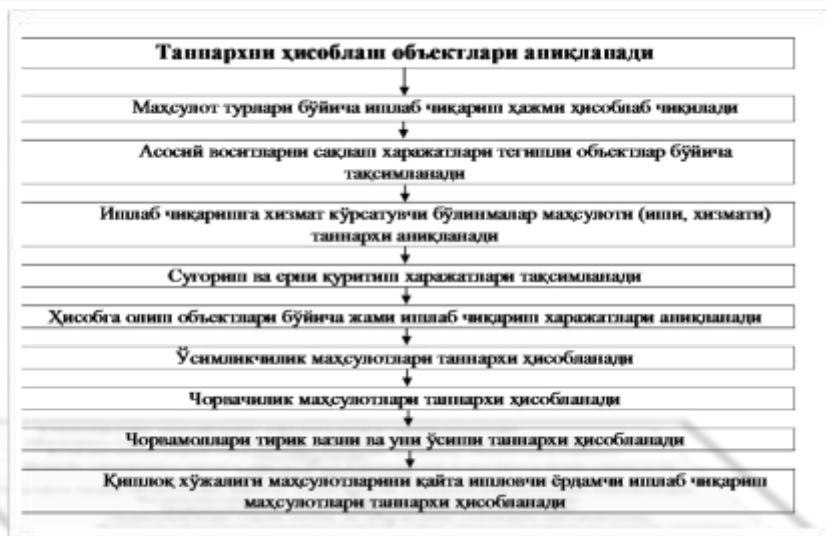 Таннархни ҳисоблаш объектлари аниқланади
Маҳсулот турлари бўйича ишлаб чиқариш ҳажми ҳисоблаб чиқилади
Асосий воситларни сақлаш харажатлари тегишли объектлар бўйича
тақсимланади
Ишлаб чиқаришга хизмат кўрсатувчи бўлинмалар маҳсулоти (иши, хизмати)
таннархи аниқланади
Суғориш ва ерни қуритиш харажатлари тақсимланади
Ҳисобга олиш объектлари бўйича жами ишлаб чиқариш харажатлари аниқланади
Ўсимликчилик маҳсулотлари таннархи ҳисобланади
Чорвачилик маҳсулотлари таннархи ҳисобланади
Чорвамоллари тирик вазни ва уни ўсиши таннархи ҳисобланади
Қишлоқ хўжалиги маҳсулотларини қайта ишловчи ёрдамчи ишлаб чиқариш
маҳсулотлари таннархи ҳисобланади